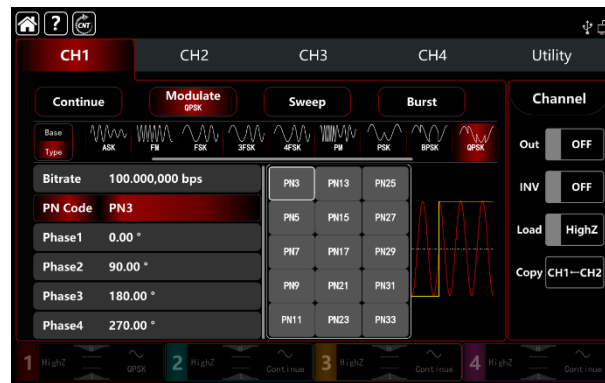 ? CNT
CH1 CH2 CH3 CH4 Utility
Continue Modulate QPSK Sweep Burst Channel
Base Type ASK FM FSK 3FSK 4FSK PM PSK BPSK QPSK
Out OFF
Bitrate 100.000,000 bps PN3 PN13 PN25
INV OFF
PN Code PN3 PN5 PN15 PN27
Phase1 0.00 °
Load HighZ
Phase2 90.00 ° PN7 PN17 PN29
Copy CH1←CH2
Phase3 180.00 ° PN9 PN21 PN31
Phase4 270.00 ° PN11 PN23 PN33
1 HighZ QPSK 2 HighZ Continue 3 HighZ Continue 4 HighZ Continue